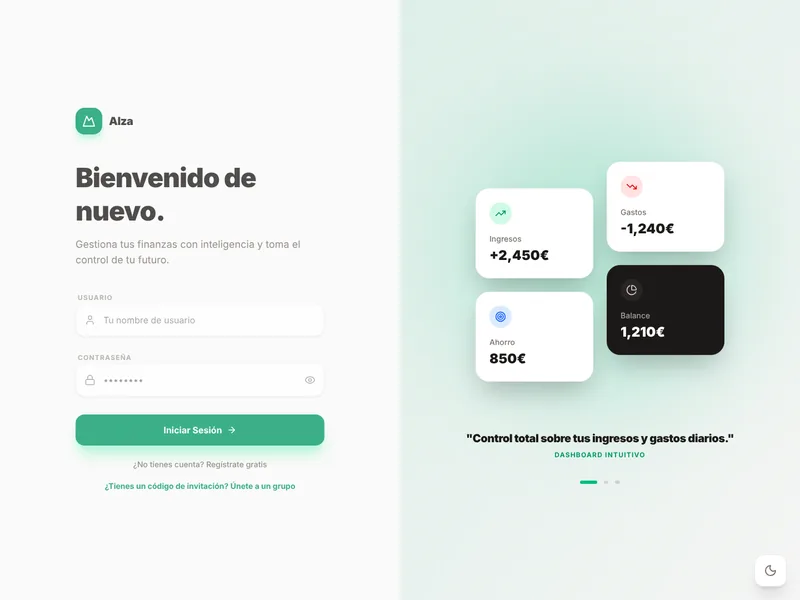 Alza
Bienvenido de
nuevo.
Gestiona tus finanzas con inteligencia y toma el
control de tu futuro.
USUARIO
Tu nombre de usuario
CONTRASEÑA
••••••••
Iniciar Sesión →
¿No tienes cuenta? Regístrate gratis
¿Tienes un código de invitación? Únete a un grupo
Ingresos
+2,450€
Gastos
-1,240€
Ahorro
850€
Balance
1,210€
"Control total sobre tus ingresos y gastos diarios."
DASHBOARD INTUITIVO